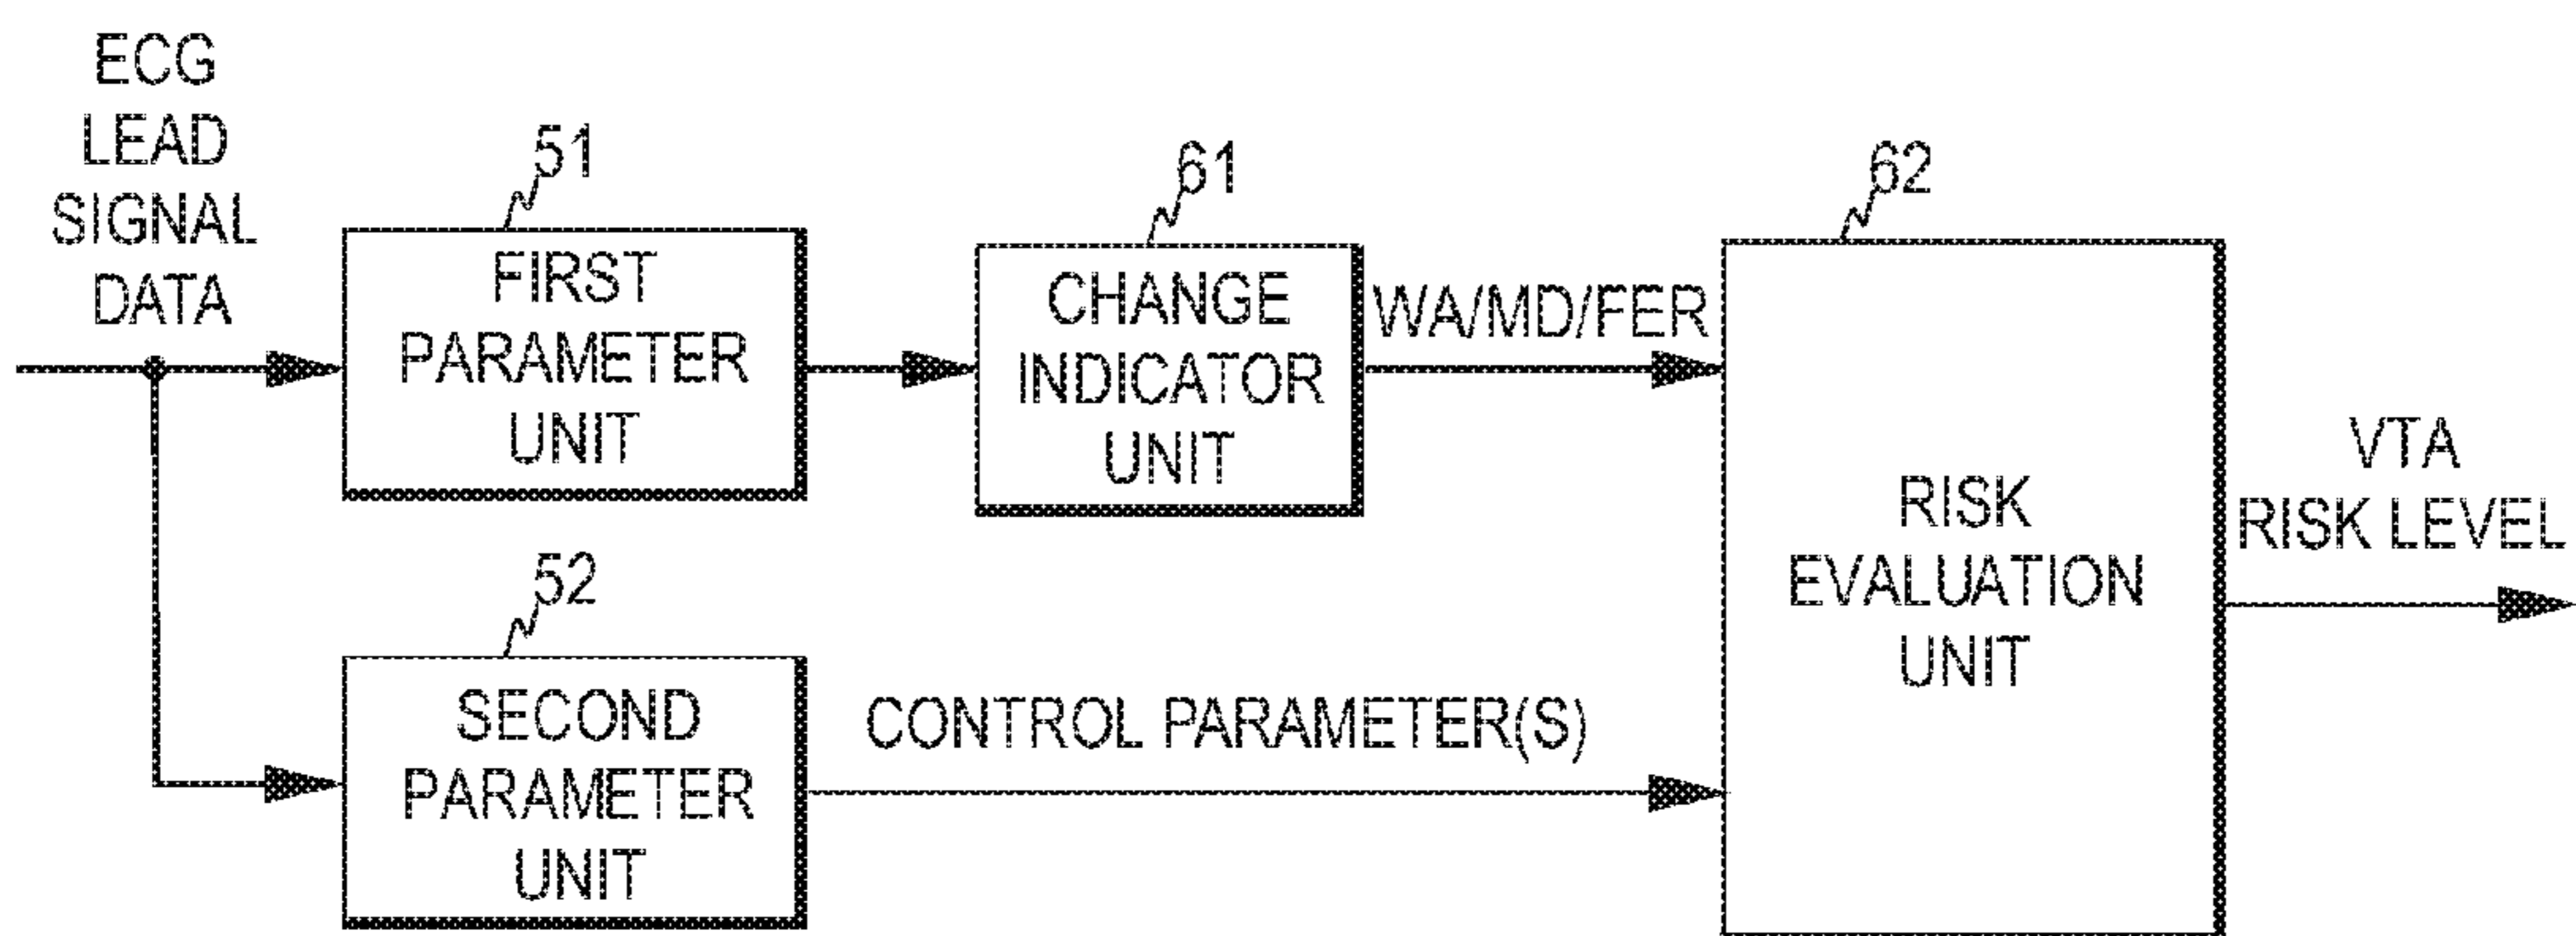 ECG
LEAD
SIGNAL
DATA
51
FIRST
PARAMETER
UNIT
61
CHANGE
INDICATOR
UNIT
WA/MD/FER
62
RISK
EVALUATION
UNIT
VTA
RISK LEVEL
52
SECOND
PARAMETER
UNIT
CONTROL PARAMETER(S)